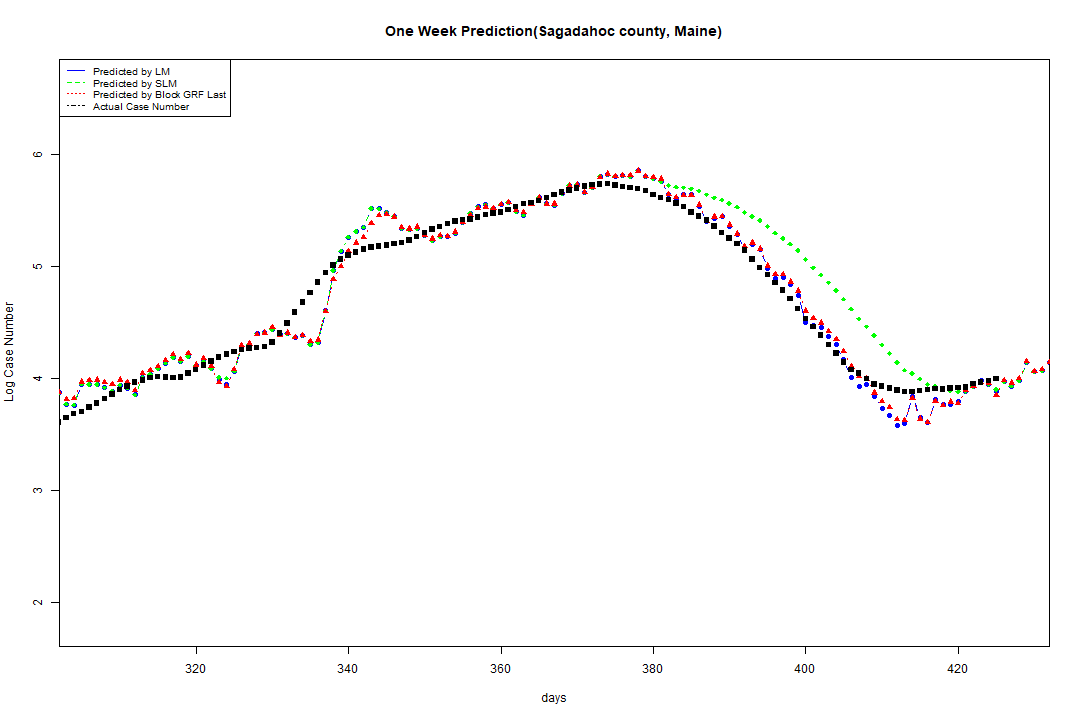 One Week Prediction(Sagadahoc county, Maine)
Predicted by LM
Predicted by SLM
Predicted by Block GRF Last
Actual Case Number
6
5
4
3
2
Log Case Number
320 340 360 380 400 420
days